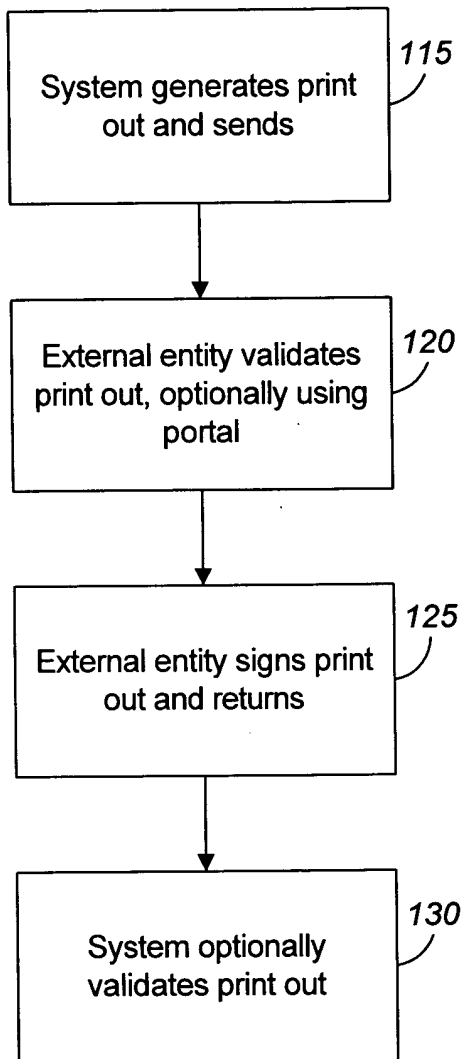 115
System generates print
out and sends
120
External entity validates
print out, optionally using
portal
125
External entity signs print
out and returns
130
System optionally
validates print out